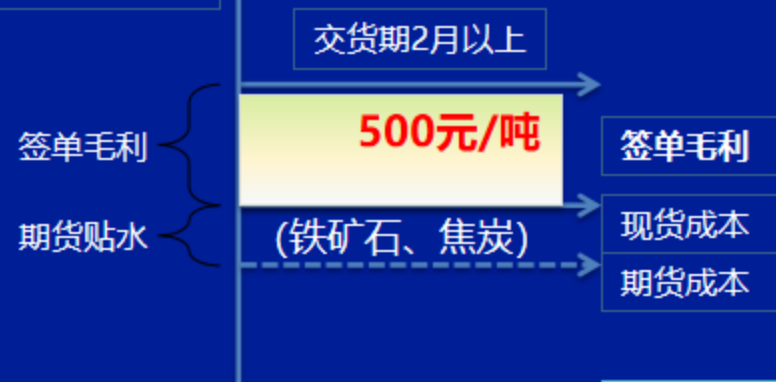 交货期2月以上
签单毛利
500元/吨
签单毛利
期货贴水
(铁矿石、焦炭)
现货成本
期货成本